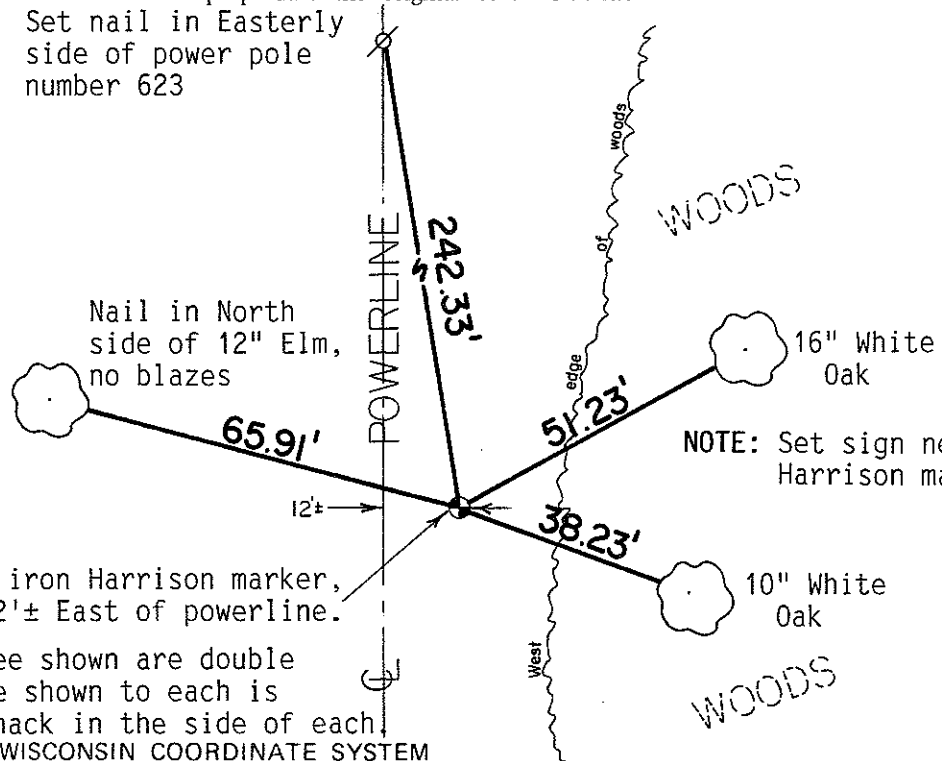 Set nail in Easterly
side of power pole
number 623
woods
of
edge
West
WOODS
POWERLINE
242.33'
Nail in North
side of 12" Elm,
no blazes
16" White
Oak
65.91'
51.23'
NOTE: Set sign ne
Harrison ma
12'±
38.23'
iron Harrison marker,
2'± East of powerline.
10" White
Oak
ee shown are double
e shown to each is
nack in the side of each.
CL
WOODS
WISCONSIN COORDINATE SYSTEM